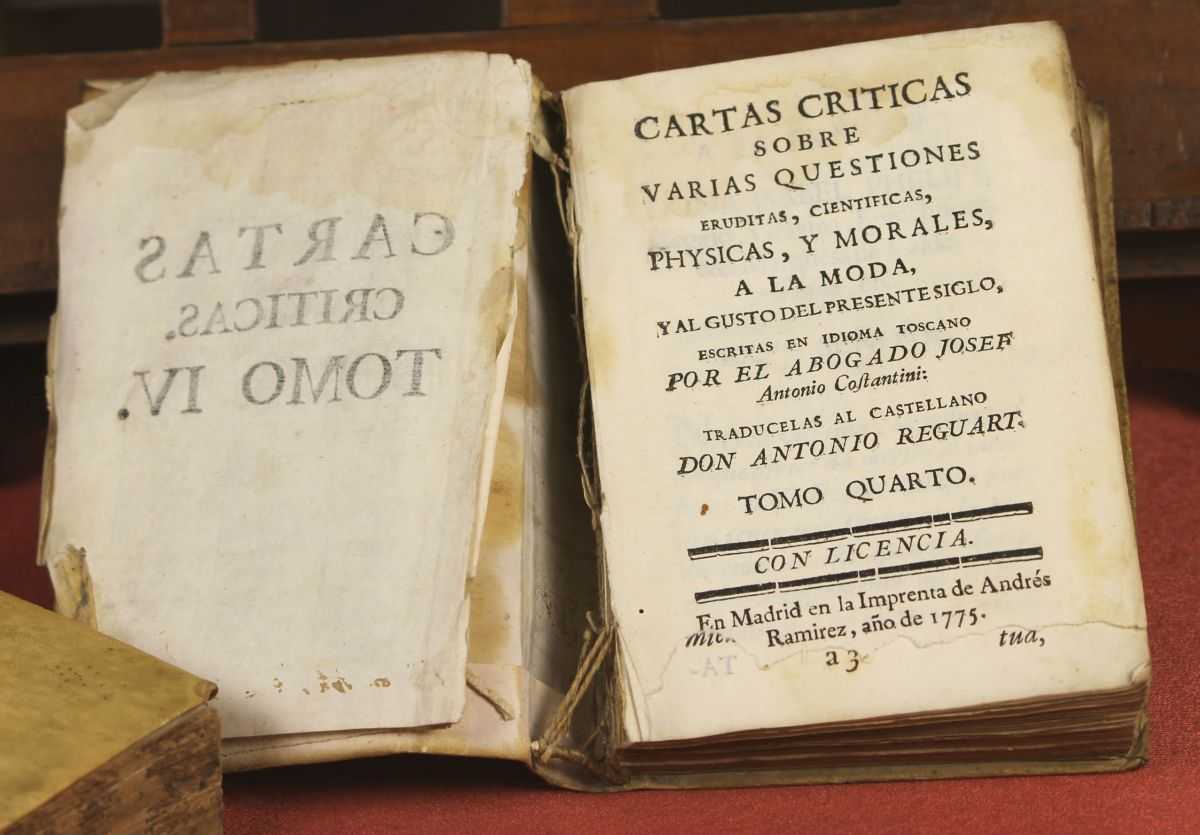 CARTAS
CRITICAS.
TOMO IV.
CARTAS CRITICAS
SOBRE
VARIAS QUESTIONES
ERUDITAS, CIENTIFICAS,
PHYSICAS, Y MORALES,
A LA MODA,
Y AL GUSTO DEL PRESENTE SIGLO,
ESCRITAS EN IDIOMA TOSCANO
POR EL ABOGADO JOSEF
Antonio Costantini:
TRADUCELAS AL CASTELLANO
DON ANTONIO REGUART.
TOMO QUARTO.
CON LICENCIA.
En Madrid en la Imprenta de Andrés
Ramirez, año de 1775.
tua,
a 3
TA-